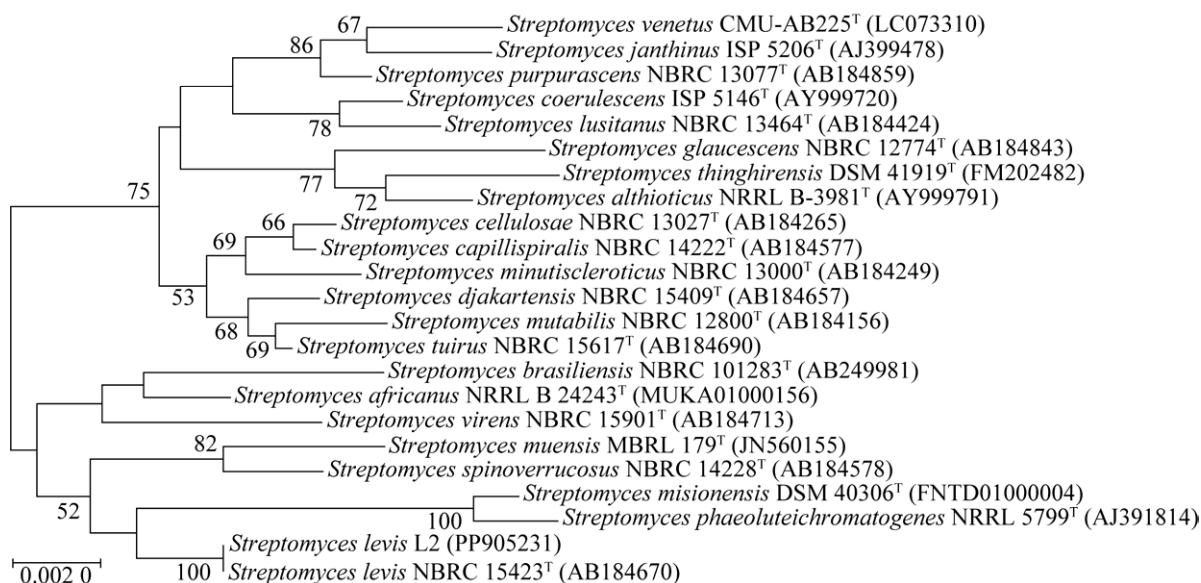 Streptomyces venetus CMU-AB225ᵀ (LC073310)
67
Streptomyces janthinus ISP 5206ᵀ (AJ399478)
86
Streptomyces purpurascens NBRC 13077ᵀ (AB184859)
Streptomyces coerulescens ISP 5146ᵀ (AY999720)
78
Streptomyces lusitanus NBRC 13464ᵀ (AB184424)
Streptomyces glaucescens NBRC 12774ᵀ (AB184843)
77
Streptomyces thinghirensis DSM 41919ᵀ (FM202482)
75
72
Streptomyces althioticus NRRL B-3981ᵀ (AY999791)
66
Streptomyces cellulosae NBRC 13027ᵀ (AB184265)
69
Streptomyces capillispiralis NBRC 14222ᵀ (AB184577)
Streptomyces minutiscleroticus NBRC 13000ᵀ (AB184249)
53
Streptomyces djakartensis NBRC 15409ᵀ (AB184657)
68
Streptomyces mutabilis NBRC 12800ᵀ (AB184156)
69
Streptomyces tuirus NBRC 15617ᵀ (AB184690)
Streptomyces brasiliensis NBRC 101283ᵀ (AB249981)
Streptomyces africanus NRRL B 24243ᵀ (MUKA01000156)
Streptomyces virens NBRC 15901ᵀ (AB184713)
82
Streptomyces muensis MBRL 179ᵀ (JN560155)
Streptomyces spinoverrucosus NBRC 14228ᵀ (AB184578)
52
Streptomyces misionensis DSM 40306ᵀ (FNTD01000004)
100
Streptomyces phaeoluteichromatogenes NRRL 5799ᵀ (AJ391814)
Streptomyces levis L2 (PP905231)
100
Streptomyces levis NBRC 15423ᵀ (AB184670)
0.002 0